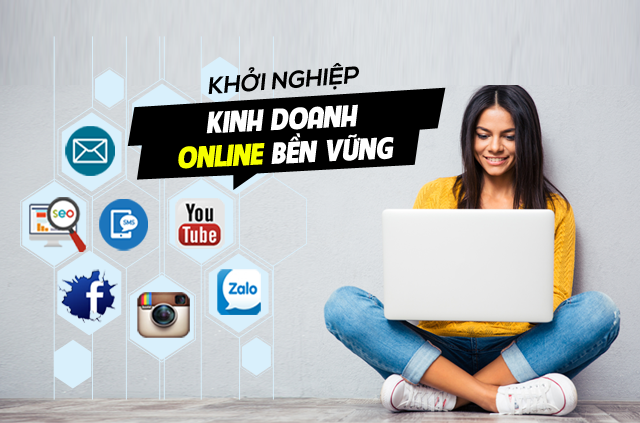 KHỞI NGHIỆP
KINH DOANH
ONLINE BỀN VỮNG
seo
SMS
You
Tube
f
Zalo